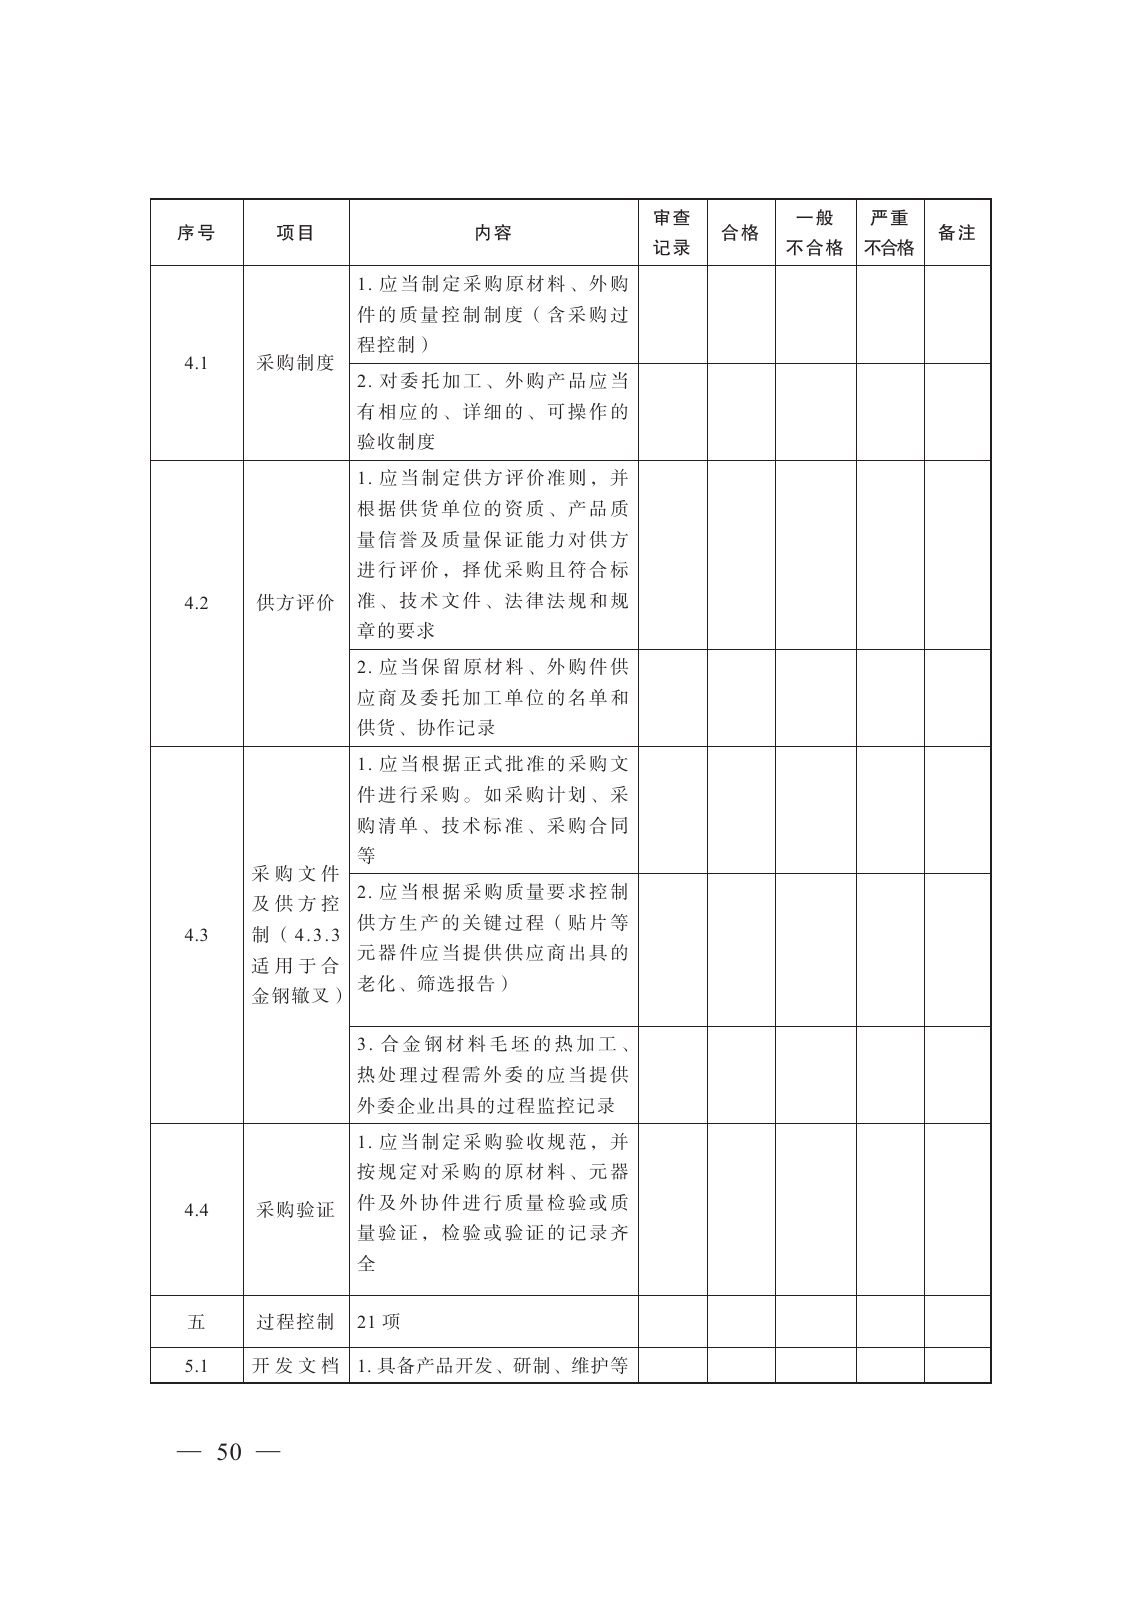 序号 项目 内容 审查记录 合格 一般不合格 严重不合格 备注
4.1 采购制度
1. 应当制定采购原材料、外购
件的质量控制制度（含采购过
程控制）
2. 对委托加工、外购产品应当
有相应的、详细的、可操作的
验收制度
4.2 供方评价
1. 应当制定供方评价准则，并
根据供货单位的资质、产品质
量信誉及质量保证能力对供方
进行评价，择优采购且符合标
准、技术文件、法律法规和规
章的要求
2. 应当保留原材料、外购件供
应商及委托加工单位的名单和
供货、协作记录
4.3
采购文件
及供方控
制（4.3.3
适用于合
金钢辙叉）
1. 应当根据正式批准的采购文
件进行采购。如采购计划、采
购清单、技术标准、采购合同
等
2. 应当根据采购质量要求控制
供方生产的关键过程（贴片等
元器件应当提供供应商出具的
老化、筛选报告）
3. 合金钢材料毛坯的热加工、
热处理过程需外委的应当提供
外委企业出具的过程监控记录
4.4 采购验证
1. 应当制定采购验收规范，并
按规定对采购的原材料、元器
件及外协件进行质量检验或质
量验证，检验或验证的记录齐
全
五 过程控制 21 项
5.1 开发文档 1. 具备产品开发、研制、维护等
— 50 —